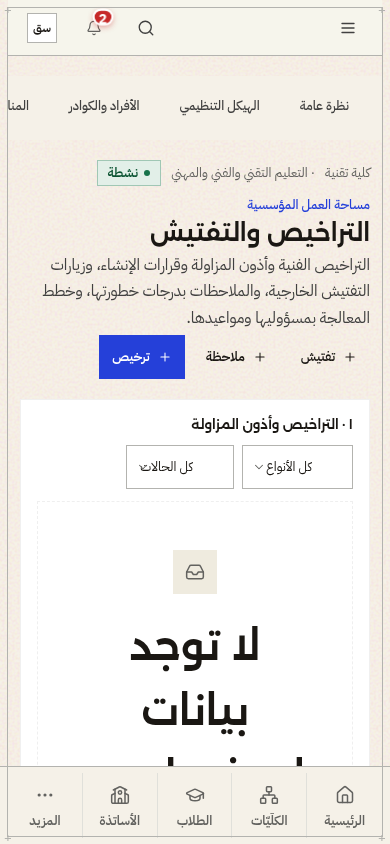 سق
2
نظرة عامة
الهيكل التنظيمي
الأفراد والكوادر
كلية تقنية · التعليم التقني والفني والمهني
نشطة
مساحة العمل المؤسسية
التراخيص والتفتيش
التراخيص الفنية وأذون المزاولة وقرارات الإنشاء، وزيارات
التفتيش الخارجية، والملاحظات بدرجات خطورتها، وخطط
المعالجة بمسؤوليها ومواعيدها.
تفتيش
ملاحظة
ترخيص
٠١ التراخيص وأذون المزاولة
كل الأنواع
كل الحالات
لا توجد
بيانات
الرئيسية
الكليّات
الطلاب
الأساتذة
المزيد